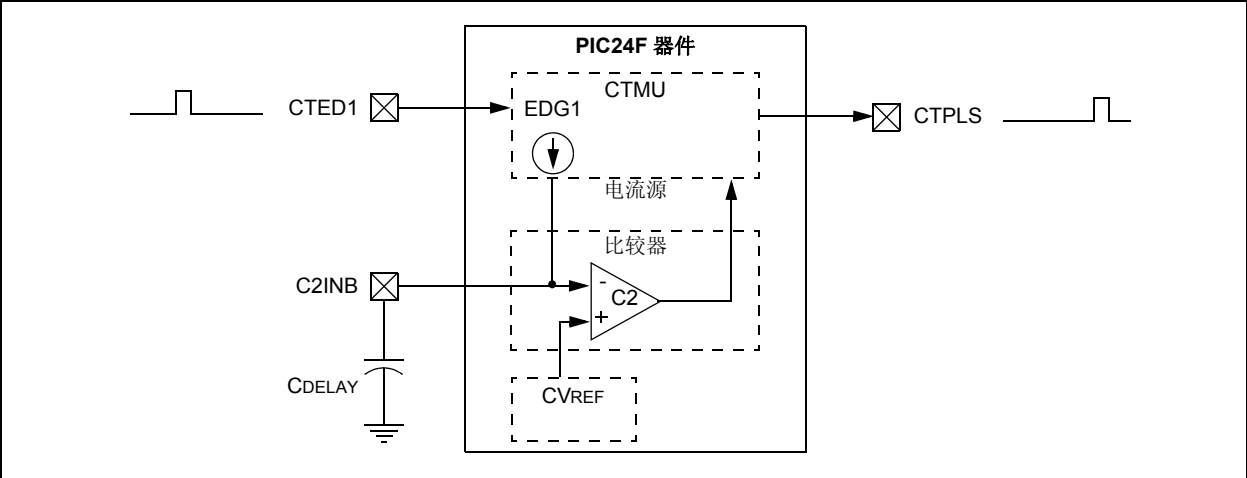 PIC24F 器件
CTMU
CTED1
EDG1
CTPLS
电流源
比较器
C2INB
-
C2
+
CDELAY
CVREF